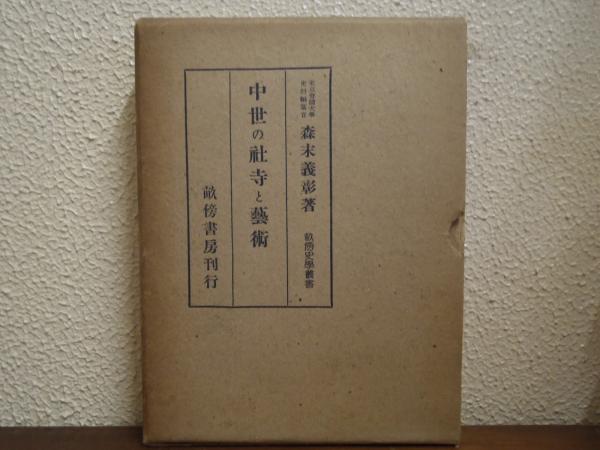 東京帝國大學
史料編纂官
森末義彰著
畝傍史學叢書
中世の社寺と藝術
畝傍書房刊行